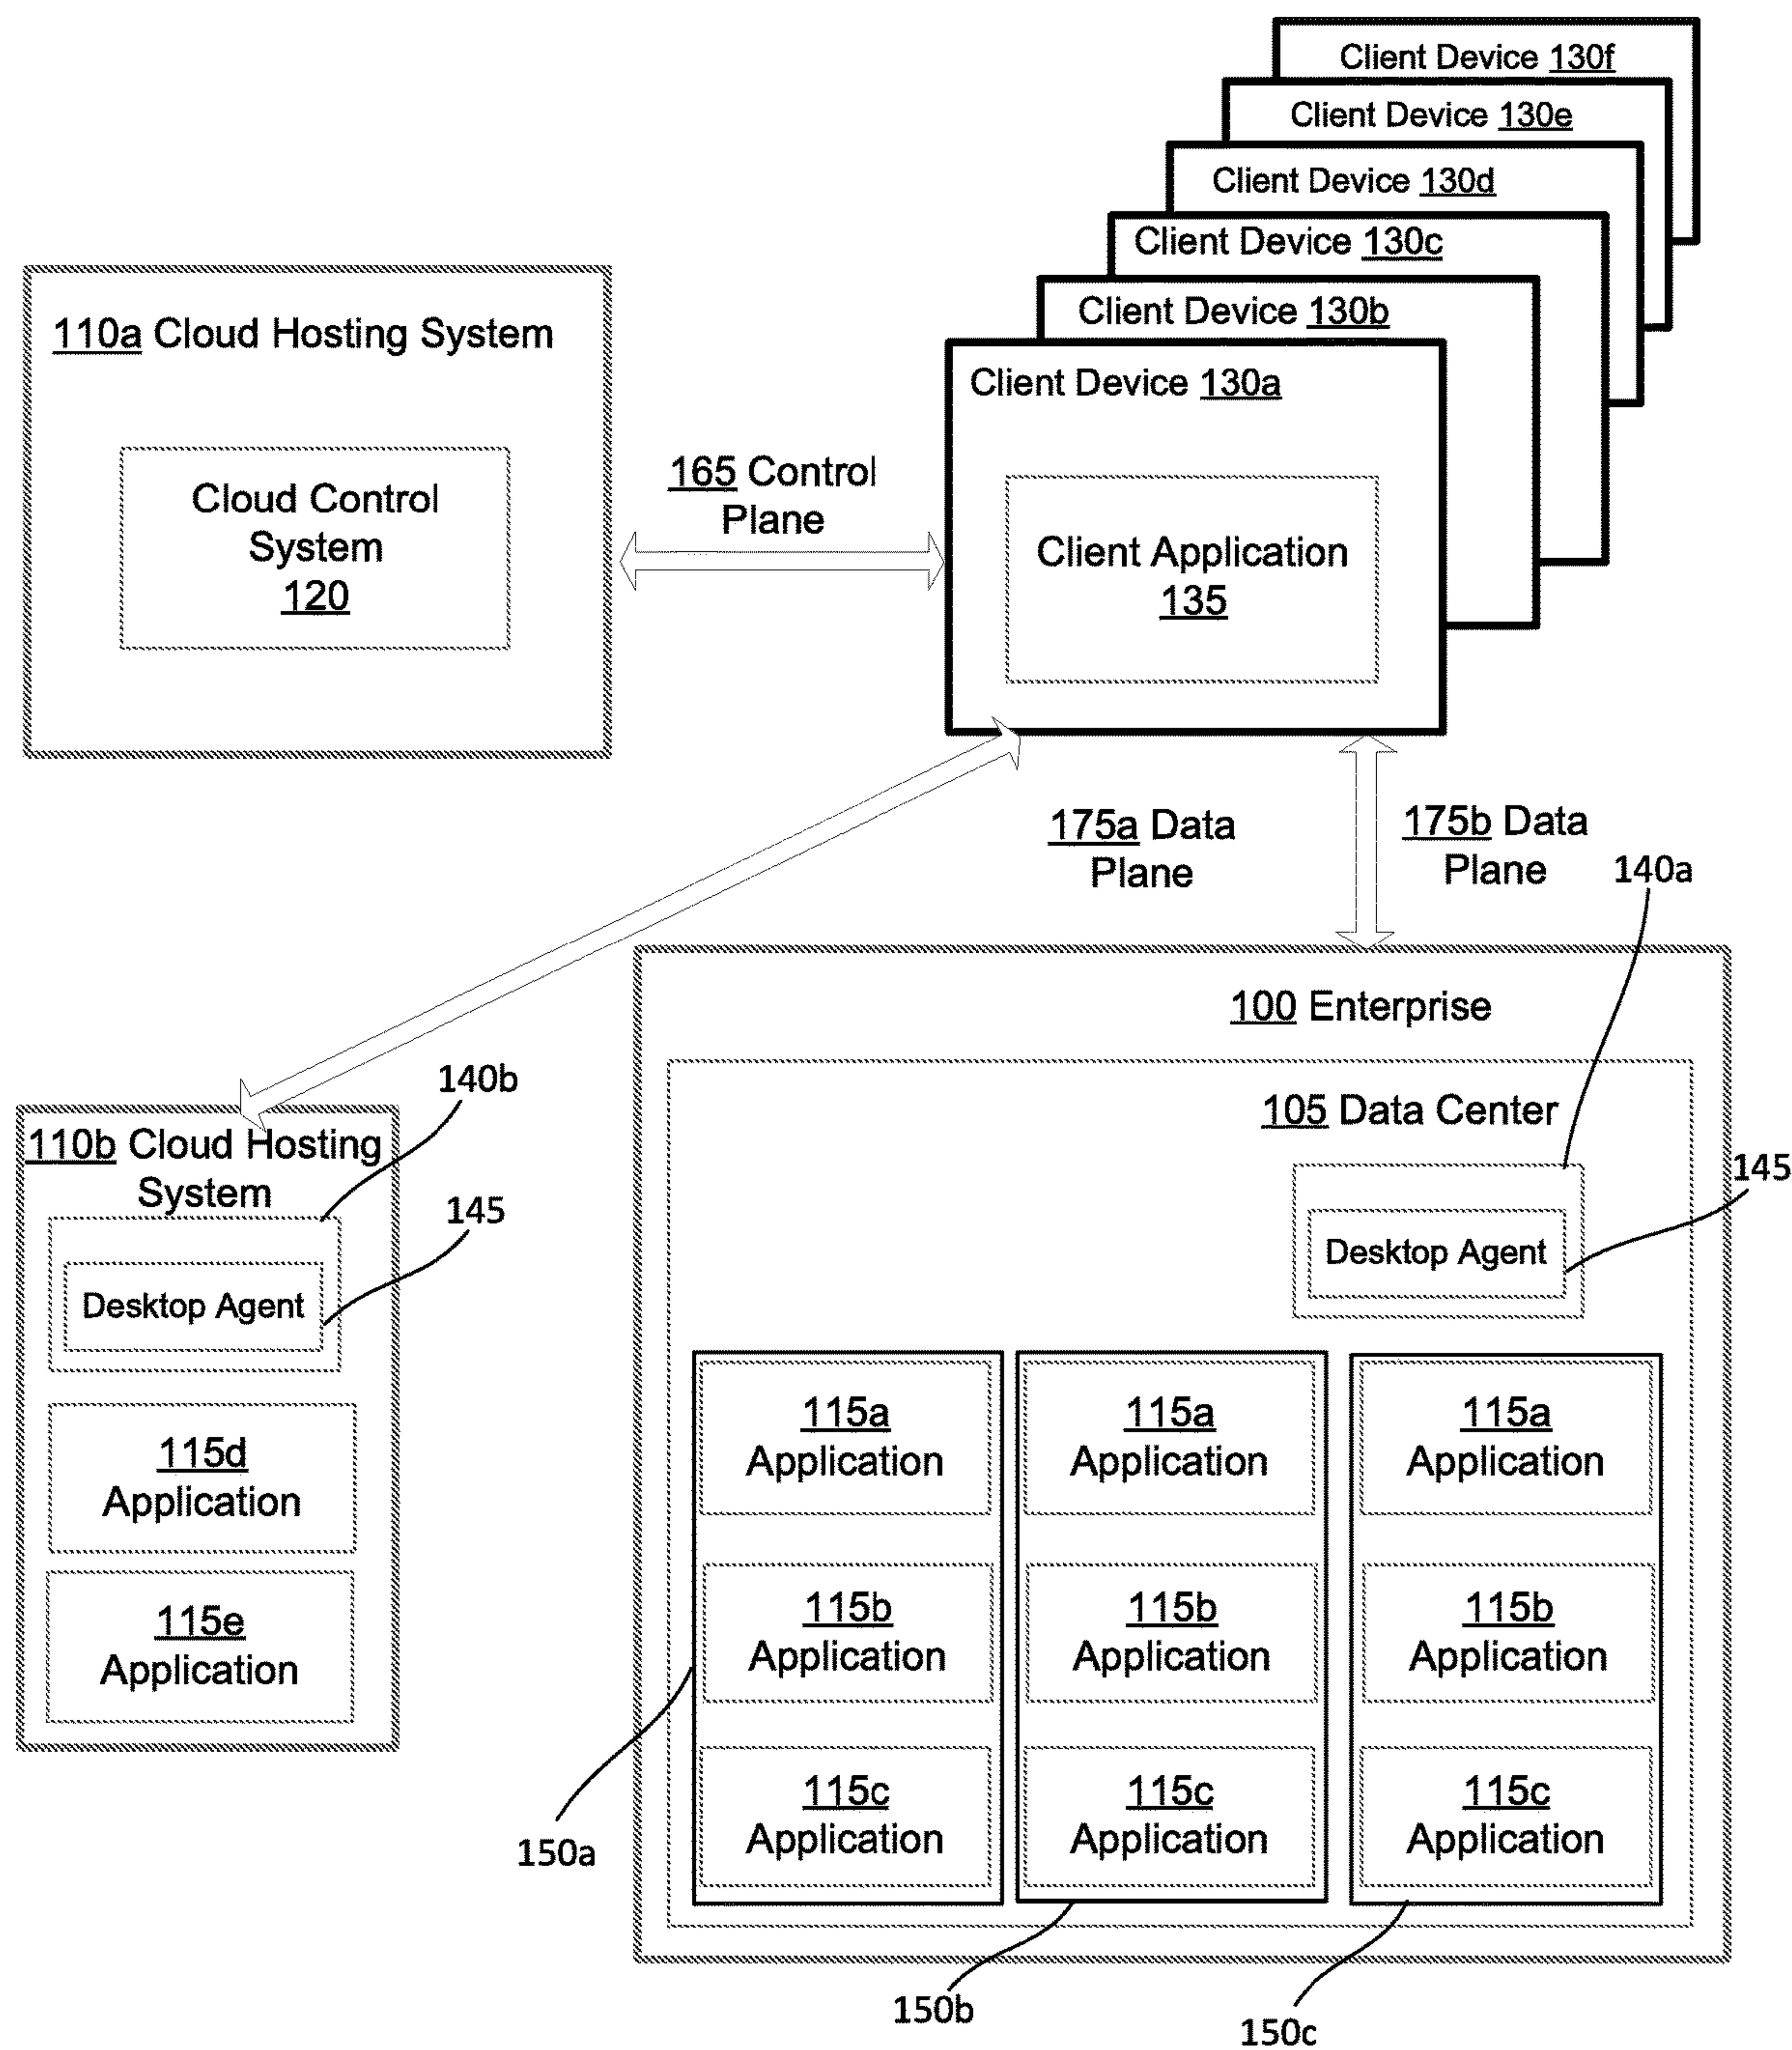 Client Device 130f
Client Device 130e
Client Device 130d
Client Device 130c
Client Device 130b
Client Device 130a
Client Application
135
110a Cloud Hosting System
Cloud Control
System
120
165 Control
Plane
175a Data
Plane
175b Data
Plane
140a
100 Enterprise
105 Data Center
145
Desktop Agent
140b
110b Cloud Hosting
System
145
Desktop Agent
115d
Application
115e
Application
115a
Application
115a
Application
115a
Application
115b
Application
115b
Application
115b
Application
115c
Application
115c
Application
115c
Application
150a
150b
150c